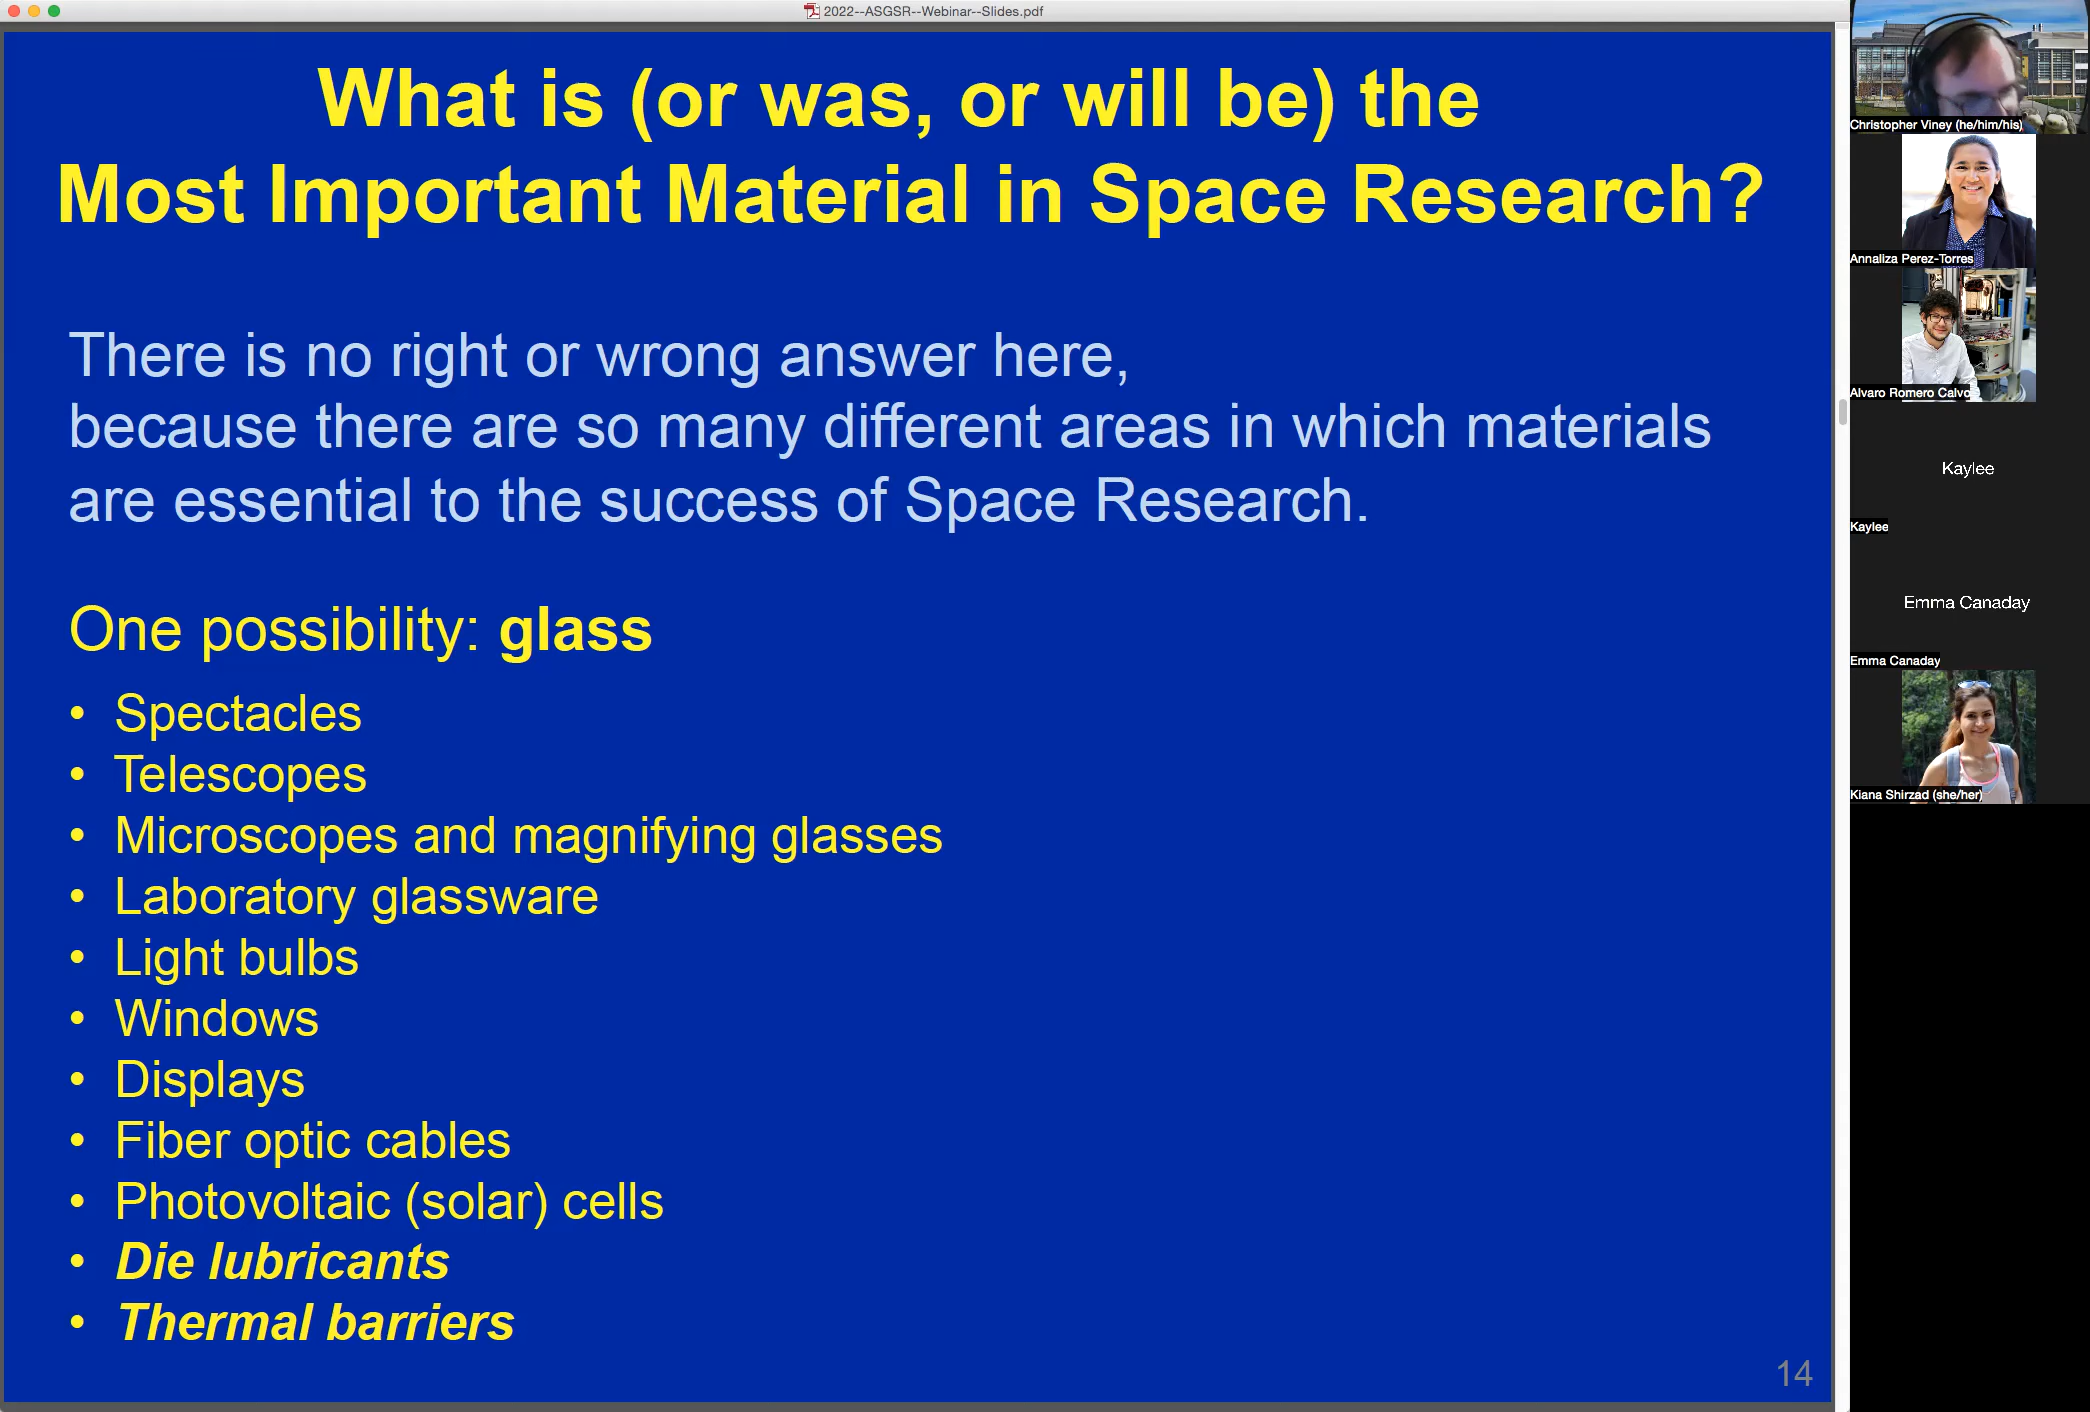 2022--ASGSR--Webinar--Slides.pdf
What is (or was, or will be) the
Most Important Material in Space Research?
There is no right or wrong answer here,
because there are so many different areas in which materials
are essential to the success of Space Research.
One possibility: glass
• Spectacles
• Telescopes
• Microscopes and magnifying glasses
• Laboratory glassware
• Light bulbs
• Windows
• Displays
• Fiber optic cables
• Photovoltaic (solar) cells
• Die lubricants
• Thermal barriers
14
Christopher Viney (he/him/his)
Annaliza Perez-Torres
Alvaro Romero Calvo
Kaylee
Kaylee
Emma Canaday
Emma Canaday
Kiana Shirzad (she/her)